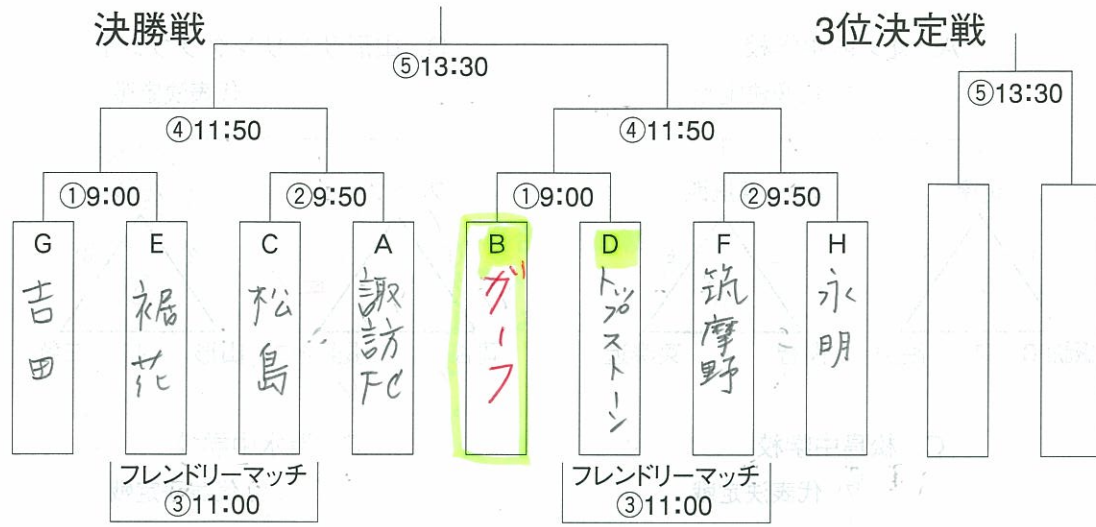 決勝戦
3位決定戦
⑤13:30
⑤13:30
④11:50
④11:50
①9:00
②9:50
①9:00
②9:50
G
E
C
A
B
D
F
H
吉田
裾花
松島
諏訪FC
ガーフ
トップストーン
筑摩野
永明
フレンドリーマッチ
③11:00
フレンドリーマッチ
③11:00